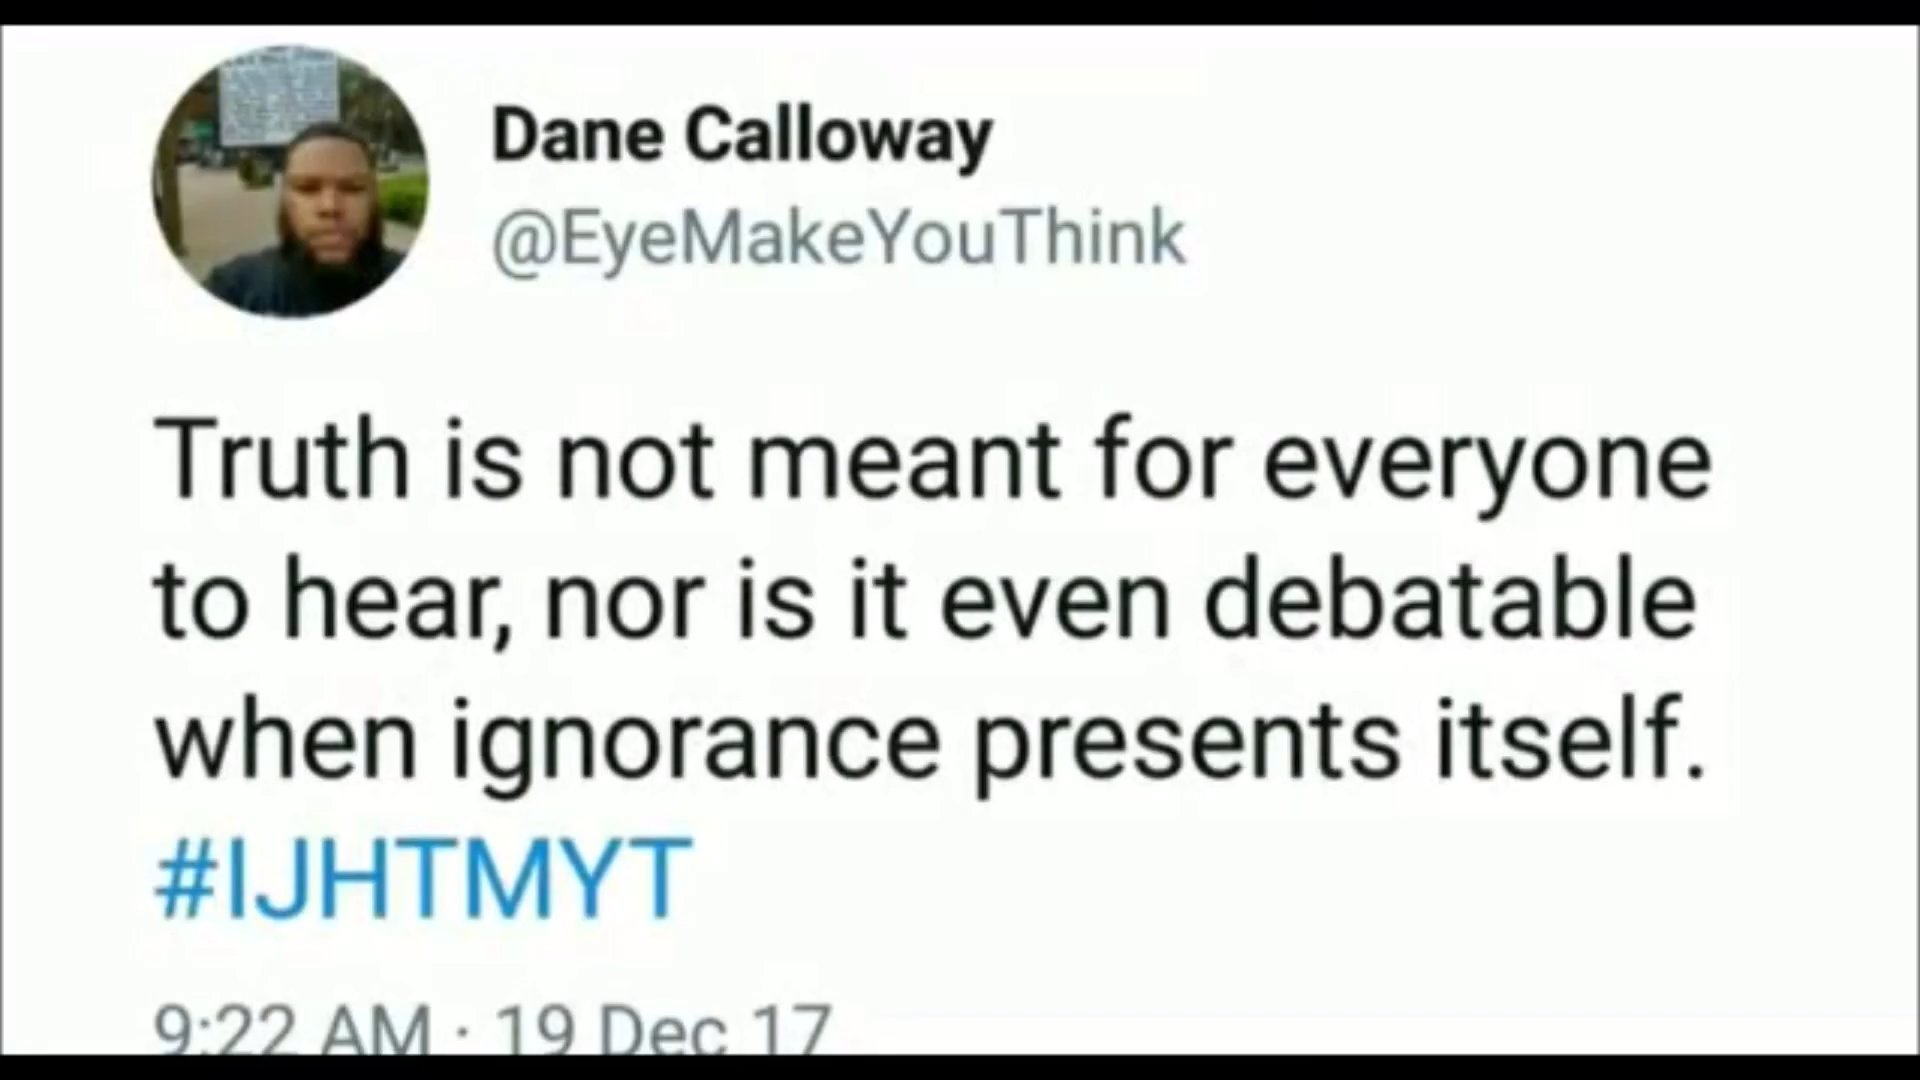 Dane Calloway
@EyeMakeYouThink
Truth is not meant for everyone
to hear, nor is it even debatable
when ignorance presents itself.
#IJHTMYT
9:22 AM · 19 Dec 17